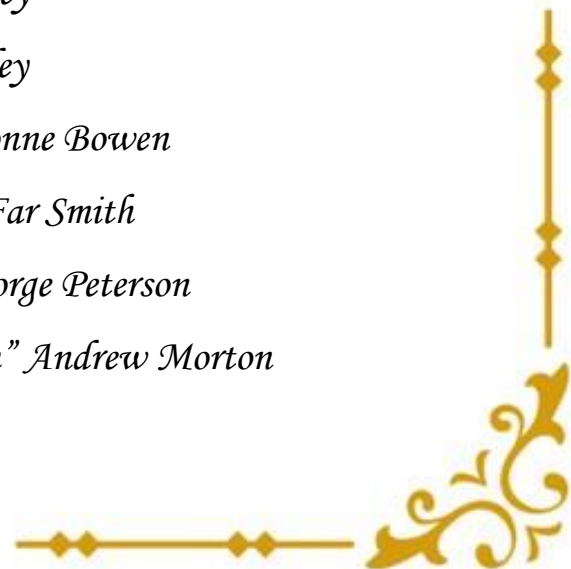 ey
ey
onne Bowen
Far Smith
orge Peterson
” Andrew Morton